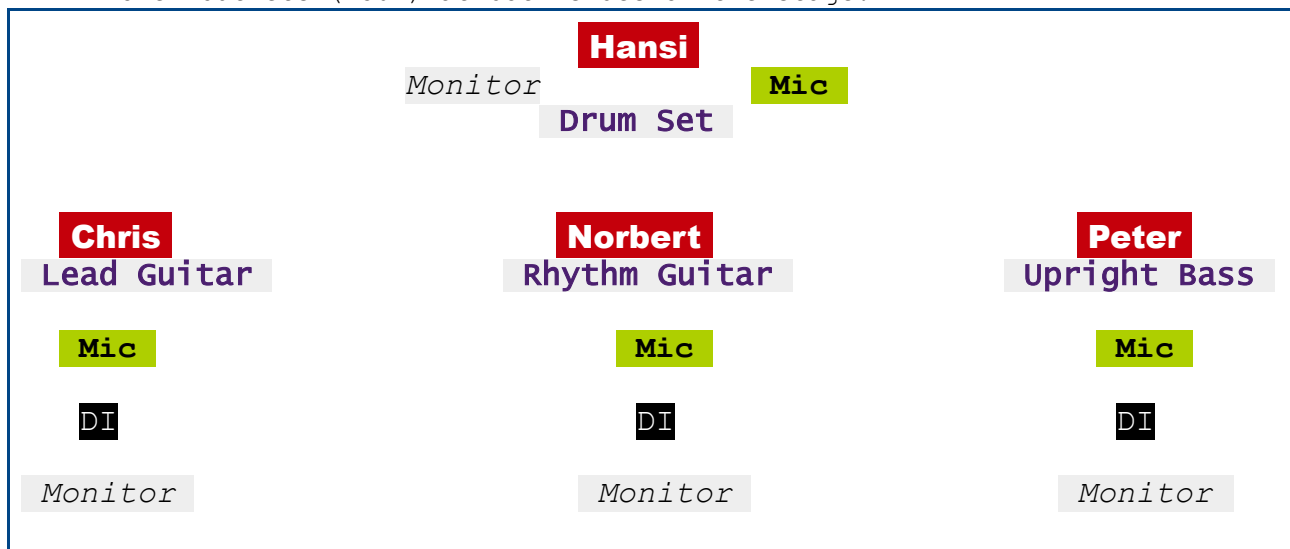 Hansi
Monitor Mic
Drum Set
Chris Norbert Peter
Lead Guitar Rhythm Guitar Upright Bass
Mic Mic Mic
DI DI DI
Monitor Monitor Monitor